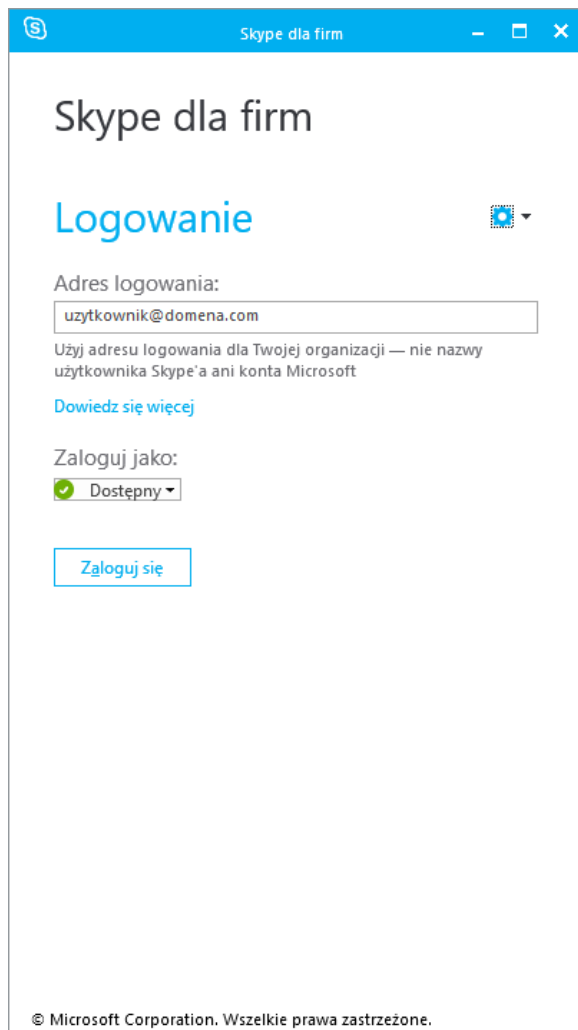 Skype dla firm
Skype dla firm
Logowanie
Adres logowania:
uzytkownik@domena.com
Użyj adresu logowania dla Twojej organizacji — nie nazwy
użytkownika Skype'a ani konta Microsoft
Dowiedz się więcej
Zaloguj jako:
Dostępny
Zaloguj się
© Microsoft Corporation. Wszelkie prawa zastrzeżone.